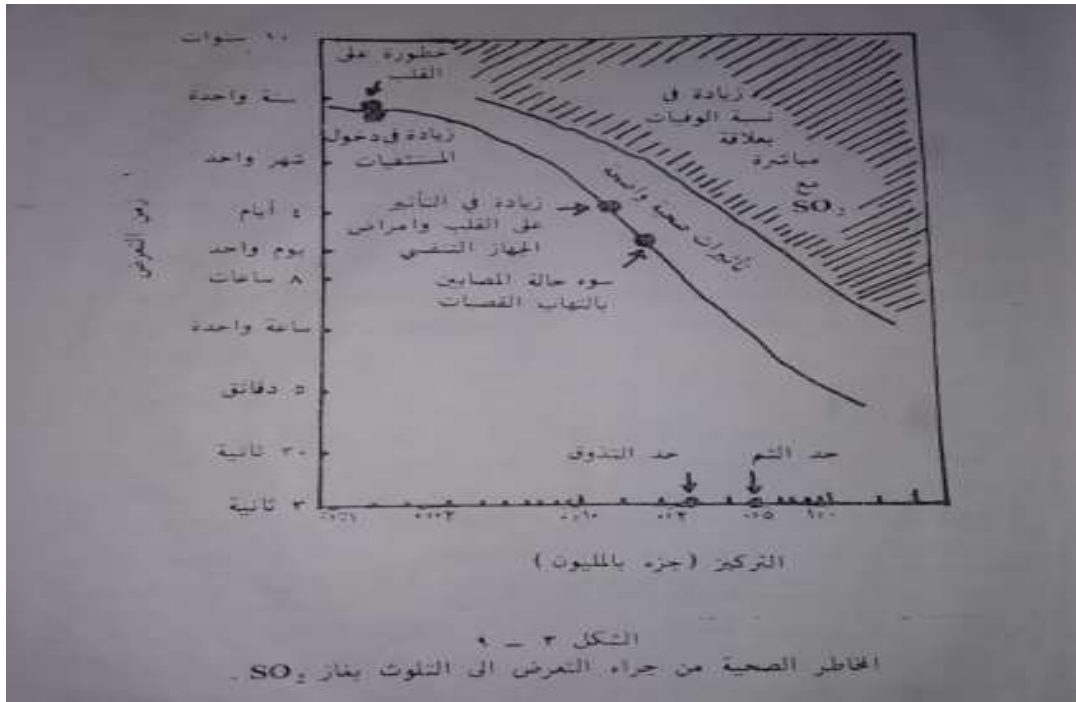 ١٠ سنوات
سنة واحدة
شهر واحد
٤ أيام
يوم واحد
٨ ساعات
ساعة واحدة
٥ دقائق
٣٠ ثانية
٣ ثانية
زمن التعرض
خطورة على
القلب
زيادة في دخول
المستشفيات
زيادة في التأثير
على القلب وامراض
الجهاز التنفسي
سوء حالة المصابين
بالتهاب القصبات
تأثيرات صحية واضحة
زيادة في
نسبة الوفيات
بعلاقة
مباشرة
مع
SO₂
حد التذوق
حد الشم
التركيز (جزء بالمليون)
الشكل ٣ - ٩
المخاطر الصحية من جراء التعرض الى التلوث بغاز SO₂ .